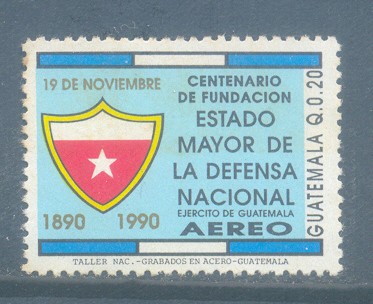 19 DE NOVIEMBRE
CENTENARIO
DE FUNDACION
ESTADO
MAYOR DE
LA DEFENSA
NACIONAL
EJERCITO DE GUATEMALA
AEREO
1890 1990
GUATEMALA Q.0.20
TALLER NAC.-GRABADOS EN ACERO-GUATEMALA